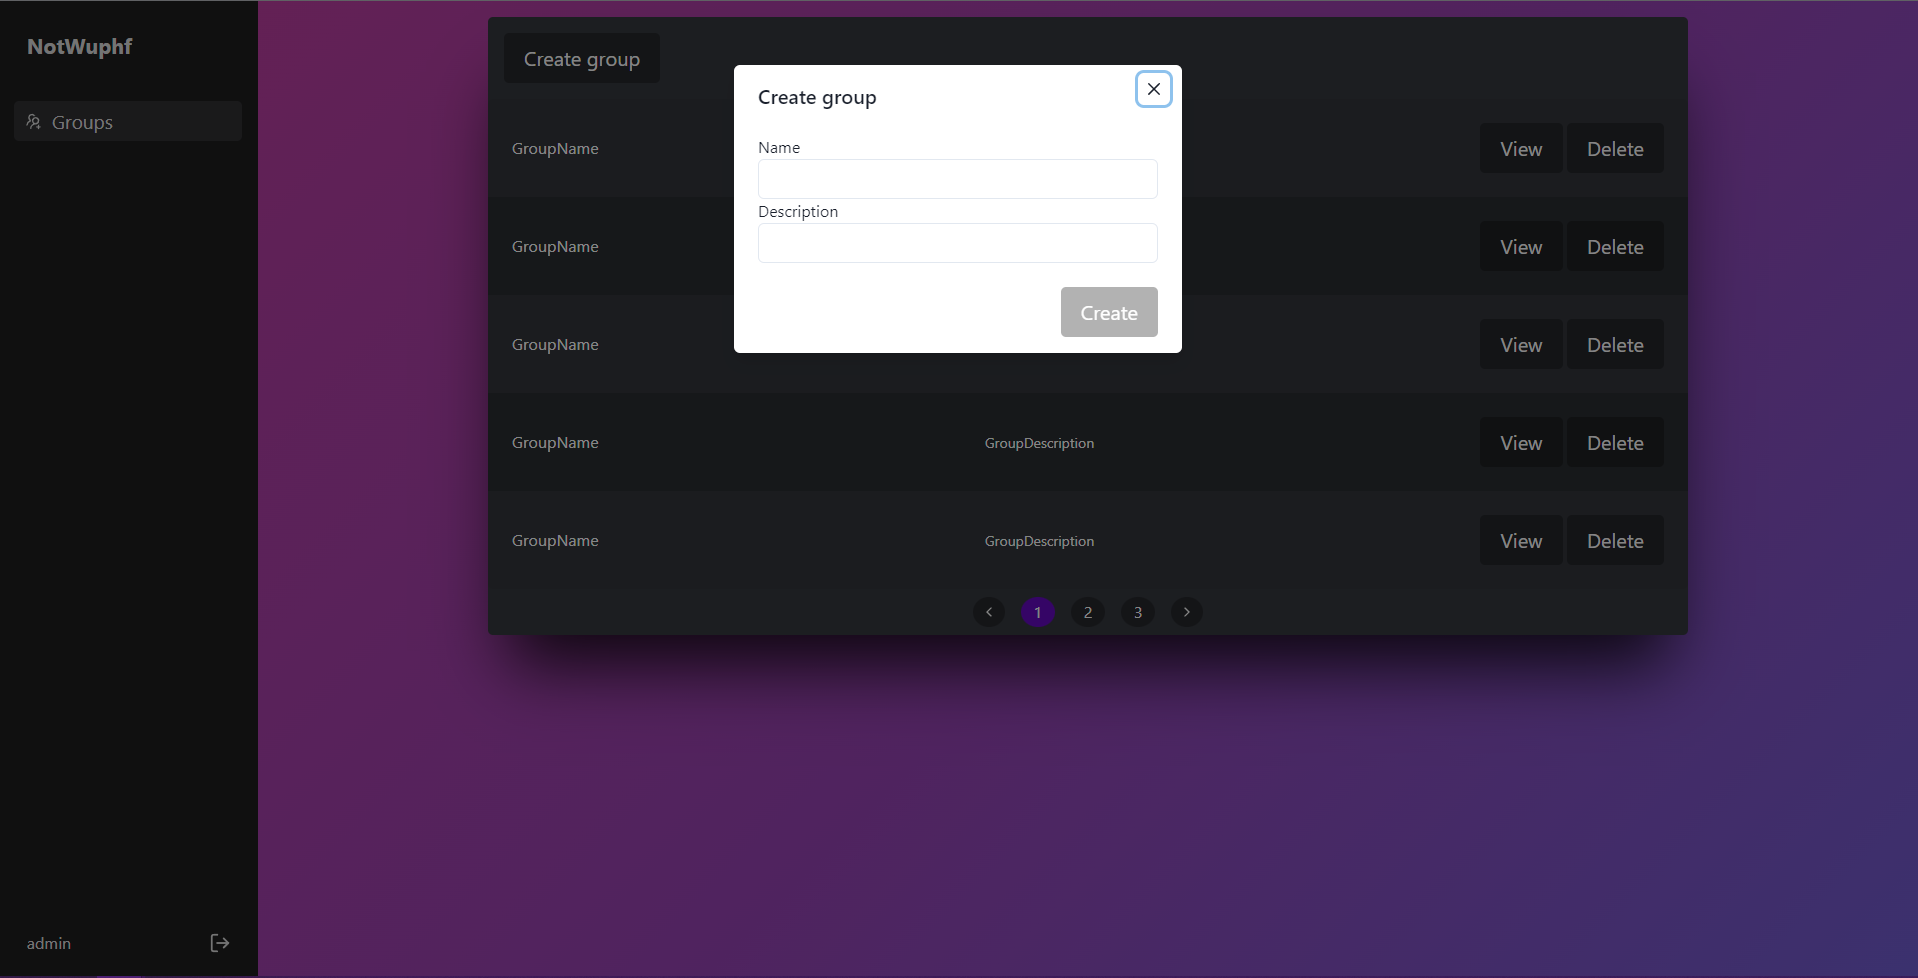 NotWuphf
Groups
admin
Create group
Create group
Name
Description
Create
GroupName View Delete
GroupName View Delete
GroupName View Delete
GroupName GroupDescription View Delete
GroupName GroupDescription View Delete
1 2 3